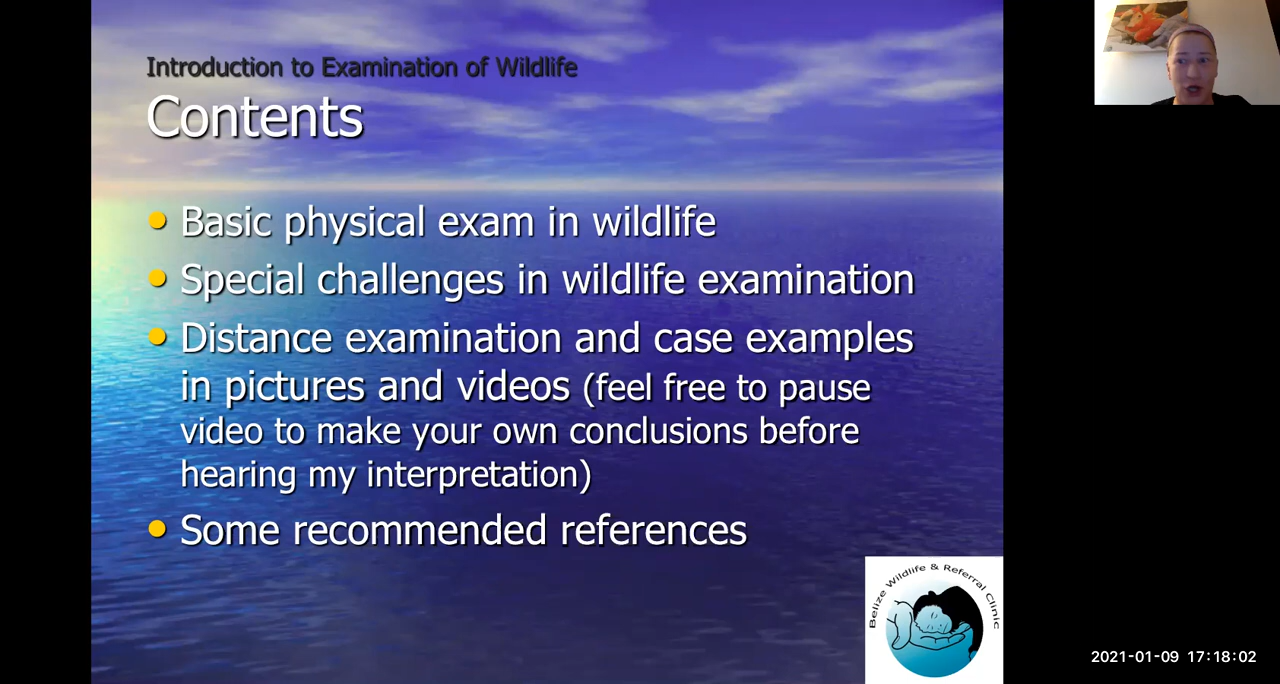 Introduction to Examination of Wildlife
Contents
Basic physical exam in wildlife
Special challenges in wildlife examination
Distance examination and case examples
in pictures and videos (feel free to pause
video to make your own conclusions before
hearing my interpretation)
Some recommended references
Belize Wildlife & Referral Clinic
2021-01-09 17:18:02